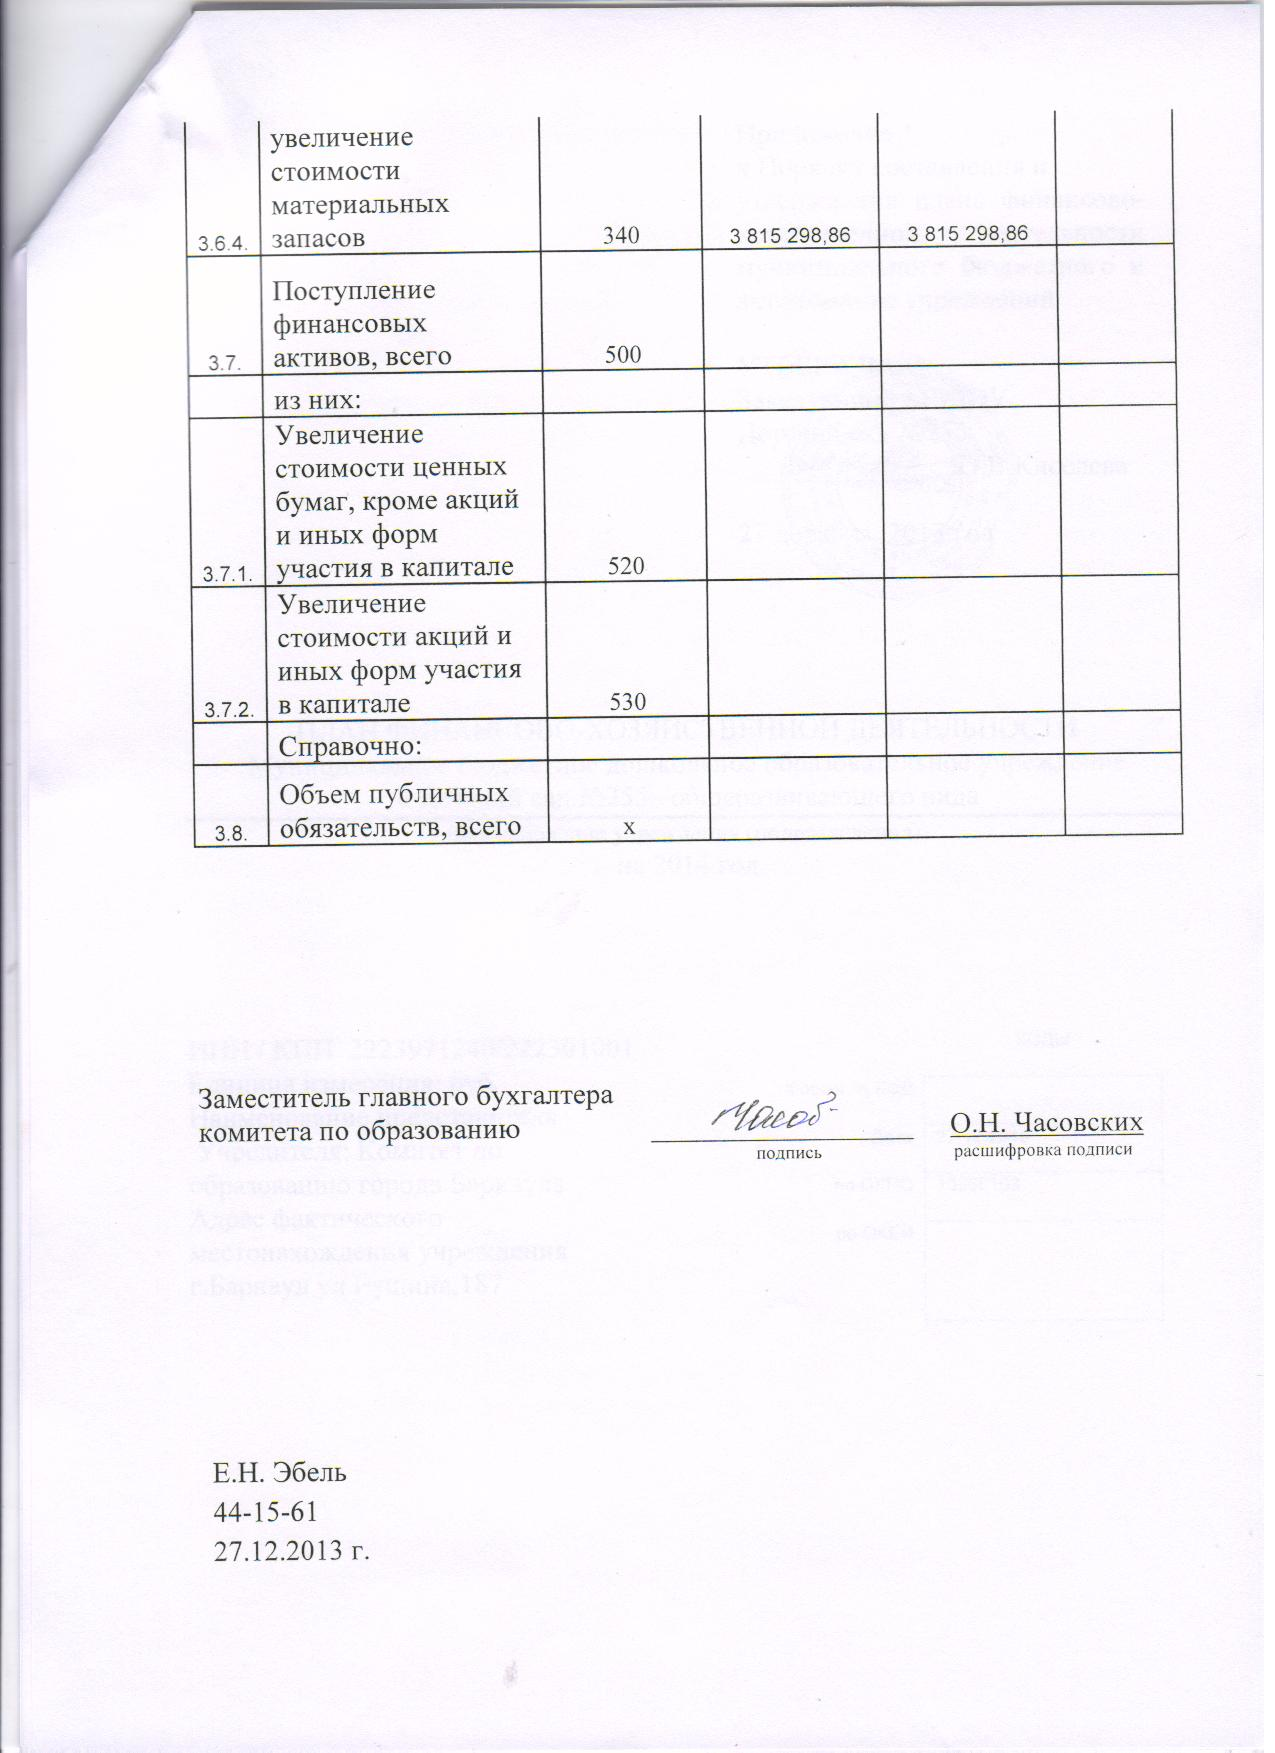 увеличение
стоимости
материальных
3.6.4. запасов 340 3 815 298,86 3 815 298,86
Поступление
финансовых
3.7. активов, всего 500
из них:
Увеличение
стоимости ценных
бумаг, кроме акций
и иных форм
3.7.1. участия в капитале 520
Увеличение
стоимости акций и
иных форм участия
3.7.2. в капитале 530
Справочно:
Объем публичных
3.8. обязательств, всего х
Заместитель главного бухгалтера
комитета по образованию О.Н. Часовских
подпись расшифровка подписи
Е.Н. Эбель
44-15-61
27.12.2013 г.